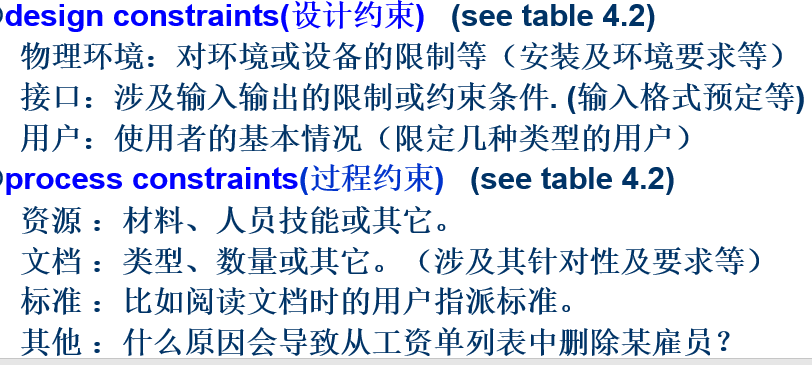 design constraints(设计约束) (see table 4.2)
物理环境：对环境或设备的限制等（安装及环境要求等）
接口：涉及输入输出的限制或约束条件. (输入格式预定等)
用户：使用者的基本情况（限定几种类型的用户）
process constraints(过程约束) (see table 4.2)
资源：材料、人员技能或其它。
文档：类型、数量或其它。（涉及其针对性及要求等）
标准：比如阅读文档时的用户指派标准。
其他：什么原因会导致从工资单列表中删除某雇员？